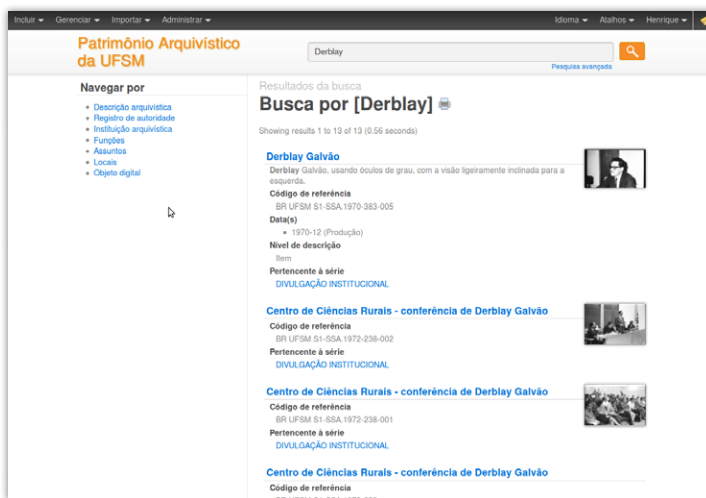 Incluir Gerenciar Importar Administrar Idioma Atalhos Henrique
Patrimônio Arquivístico
da UFSM
Derblay
Pesquisa avançada
Navegar por
Descrição arquivística
Registro de autoridade
Instituição arquivística
Funções
Assuntos
Locais
Objeto digital
Resultados da busca
Busca por [Derblay]
Showing results 1 to 13 of 13 (0.56 seconds)
Derblay Galvão
Derblay Galvão, usando óculos de grau, com a visão ligeiramente inclinada para a
esquerda.
Código de referência
BR UFSM S1-SSA.1970-383-005
Data(s)
1970-12 (Produção)
Nível de descrição
Item
Pertencente à série
DIVULGAÇÃO INSTITUCIONAL
Centro de Ciências Rurais - conferência de Derblay Galvão
Código de referência
BR UFSM S1-SSA.1972-238-002
Pertencente à série
DIVULGAÇÃO INSTITUCIONAL
Centro de Ciências Rurais - conferência de Derblay Galvão
Código de referência
BR UFSM S1-SSA.1972-238-001
Pertencente à série
DIVULGAÇÃO INSTITUCIONAL
Centro de Ciências Rurais - conferência de Derblay Galvão
Código de referência